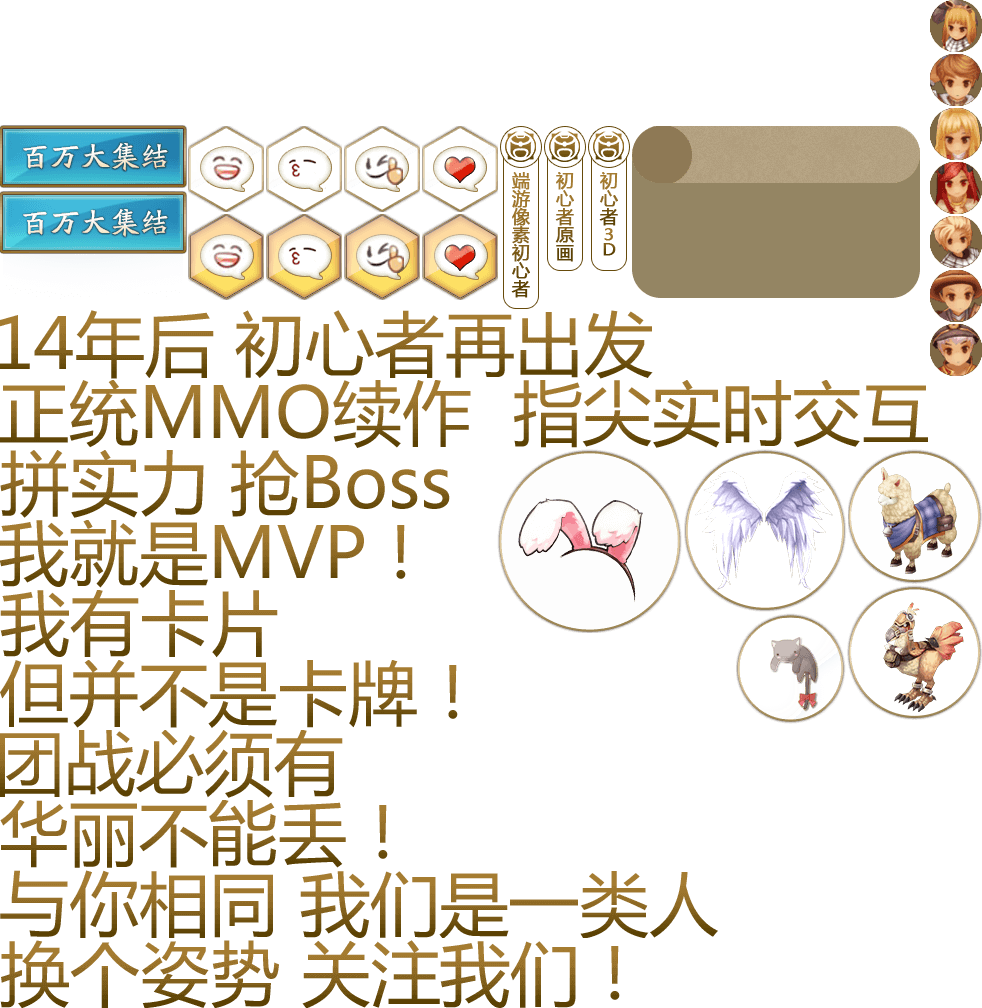 百万大集结
百万大集结
端游像素初心者
初心者原画
初心者3D
14年后 初心者再出发
正统MMO续作 指尖实时交互
拼实力 抢Boss
我就是MVP！
我有卡片
但并不是卡牌！
团战必须有
华丽不能丢！
与你相同 我们是一类人
换个姿势 关注我们！